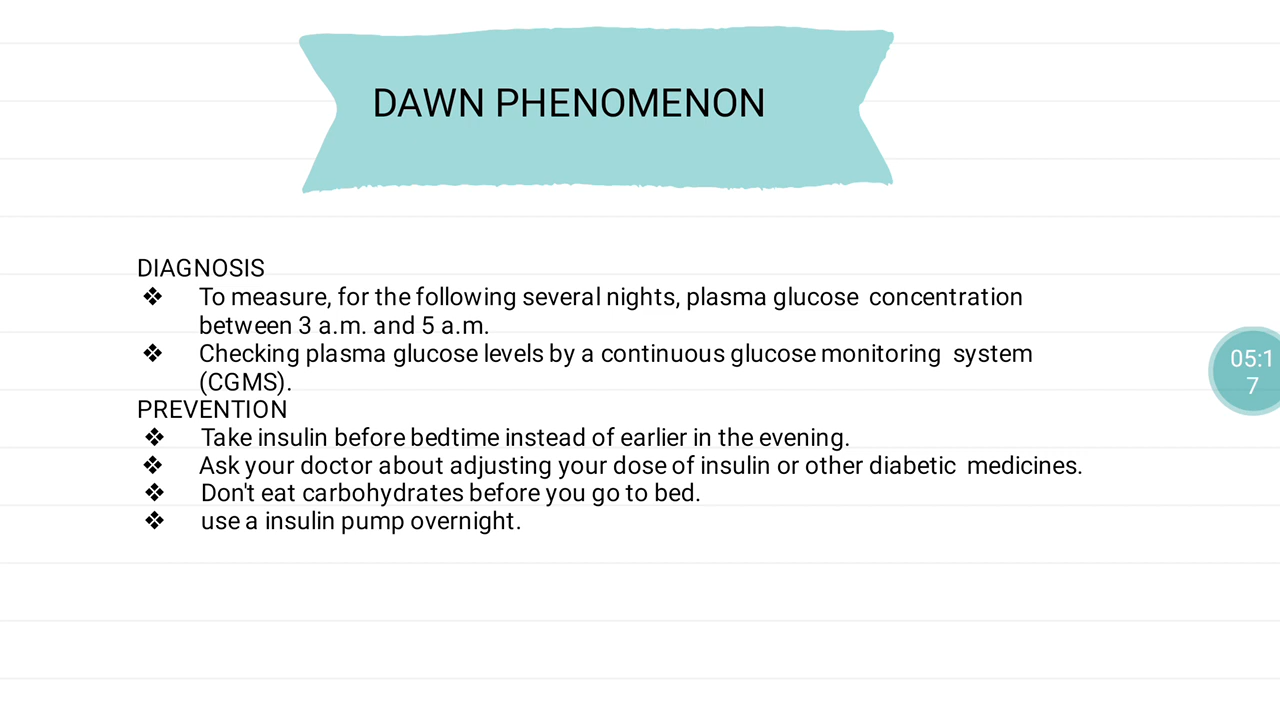 DAWN PHENOMENON
DIAGNOSIS
❖ To measure, for the following several nights, plasma glucose concentration
between 3 a.m. and 5 a.m.
❖ Checking plasma glucose levels by a continuous glucose monitoring system
(CGMS).
PREVENTION
❖ Take insulin before bedtime instead of earlier in the evening.
❖ Ask your doctor about adjusting your dose of insulin or other diabetic medicines.
❖ Don't eat carbohydrates before you go to bed.
❖ use a insulin pump overnight.
05:1
7